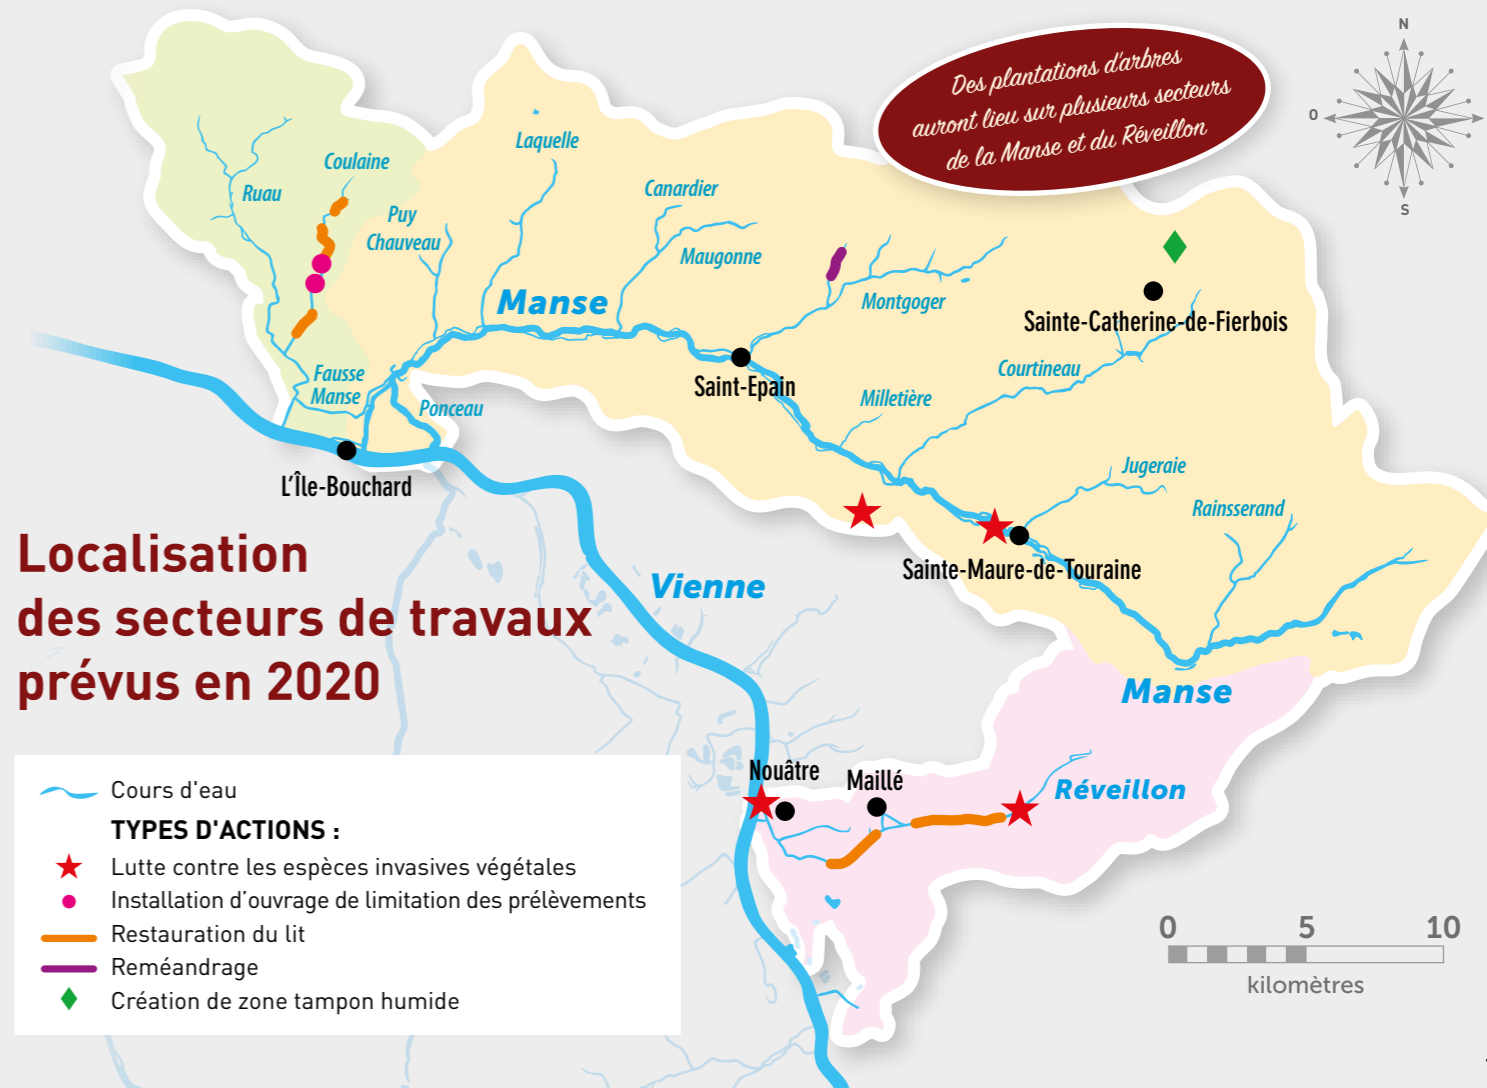 Des plantations d'arbres
auront lieu sur plusieurs secteurs
de la Manse et du Réveillon
N
O
S
Laquelle
Coulaine
Ruau
Canardier
Puy
Chauveau
Maugonne
Manse
Montgoger
Sainte-Catherine-de-Fierbois
Saint-Epain
Courtineau
Fausse
Manse
Milletière
Ponceau
L'Île-Bouchard
Jugeraie
Rainsserand
Sainte-Maure-de-Touraine
Vienne
Manse
Nouâtre
Maillé
Réveillon
Localisation
des secteurs de travaux
prévus en 2020
Cours d'eau
TYPES D'ACTIONS :
Lutte contre les espèces invasives végétales
Installation d'ouvrage de limitation des prélèvements
Restauration du lit
Reméandrage
Création de zone tampon humide
0 5 10
kilomètres